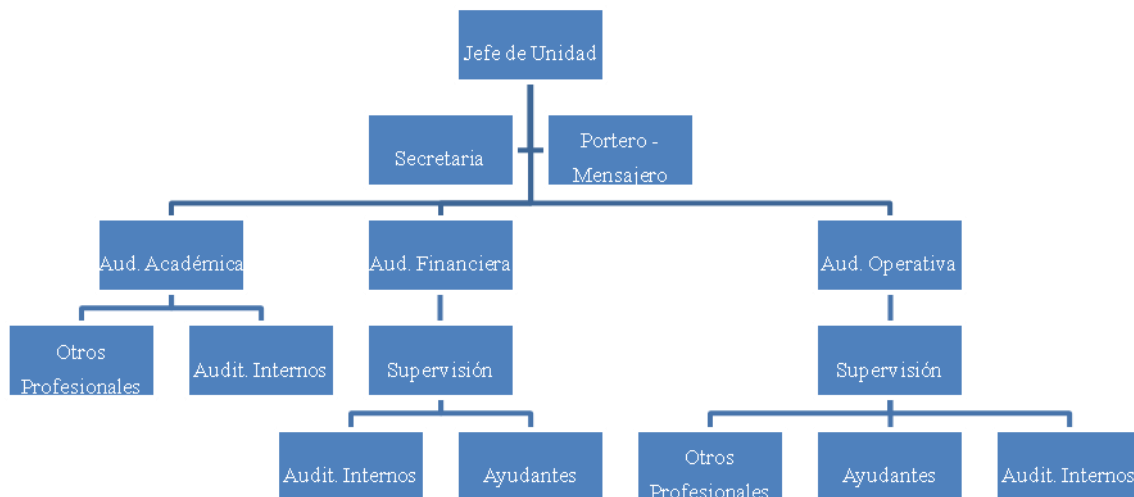 Jefe de Unidad
Secretaria
Portero -
Mensajero
Aud. Académica
Aud. Financiera
Aud. Operativa
Otros
Profesionales
Audit. Internos
Supervisión
Supervisión
Audit. Internos
Ayudantes
Otros
Profesionales
Ayudantes
Audit. Internos